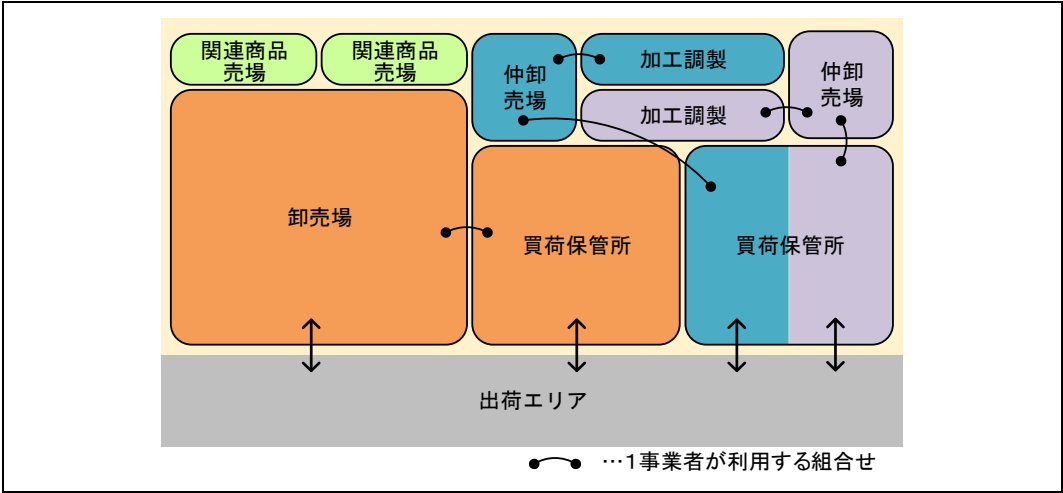 関連商品
売場
関連商品
売場
仲卸
売場
加工調製
仲卸
売場
加工調製
卸売場
買荷保管所
買荷保管所
出荷エリア
…1事業者が利用する組合せ